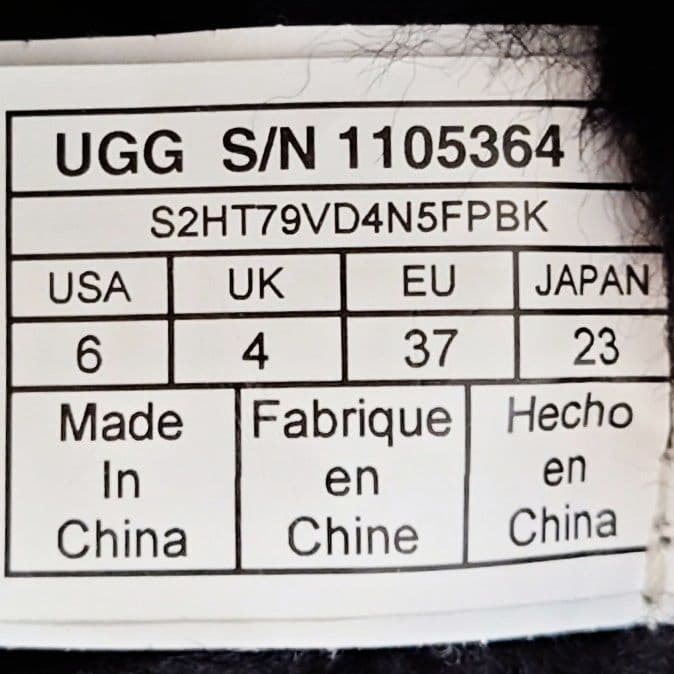 UGG S/N 1105364
S2HT79VD4N5FPBK
USA UK EU JAPAN
6 4 37 23
Made Fabrique Hecho
In en en
China Chine China